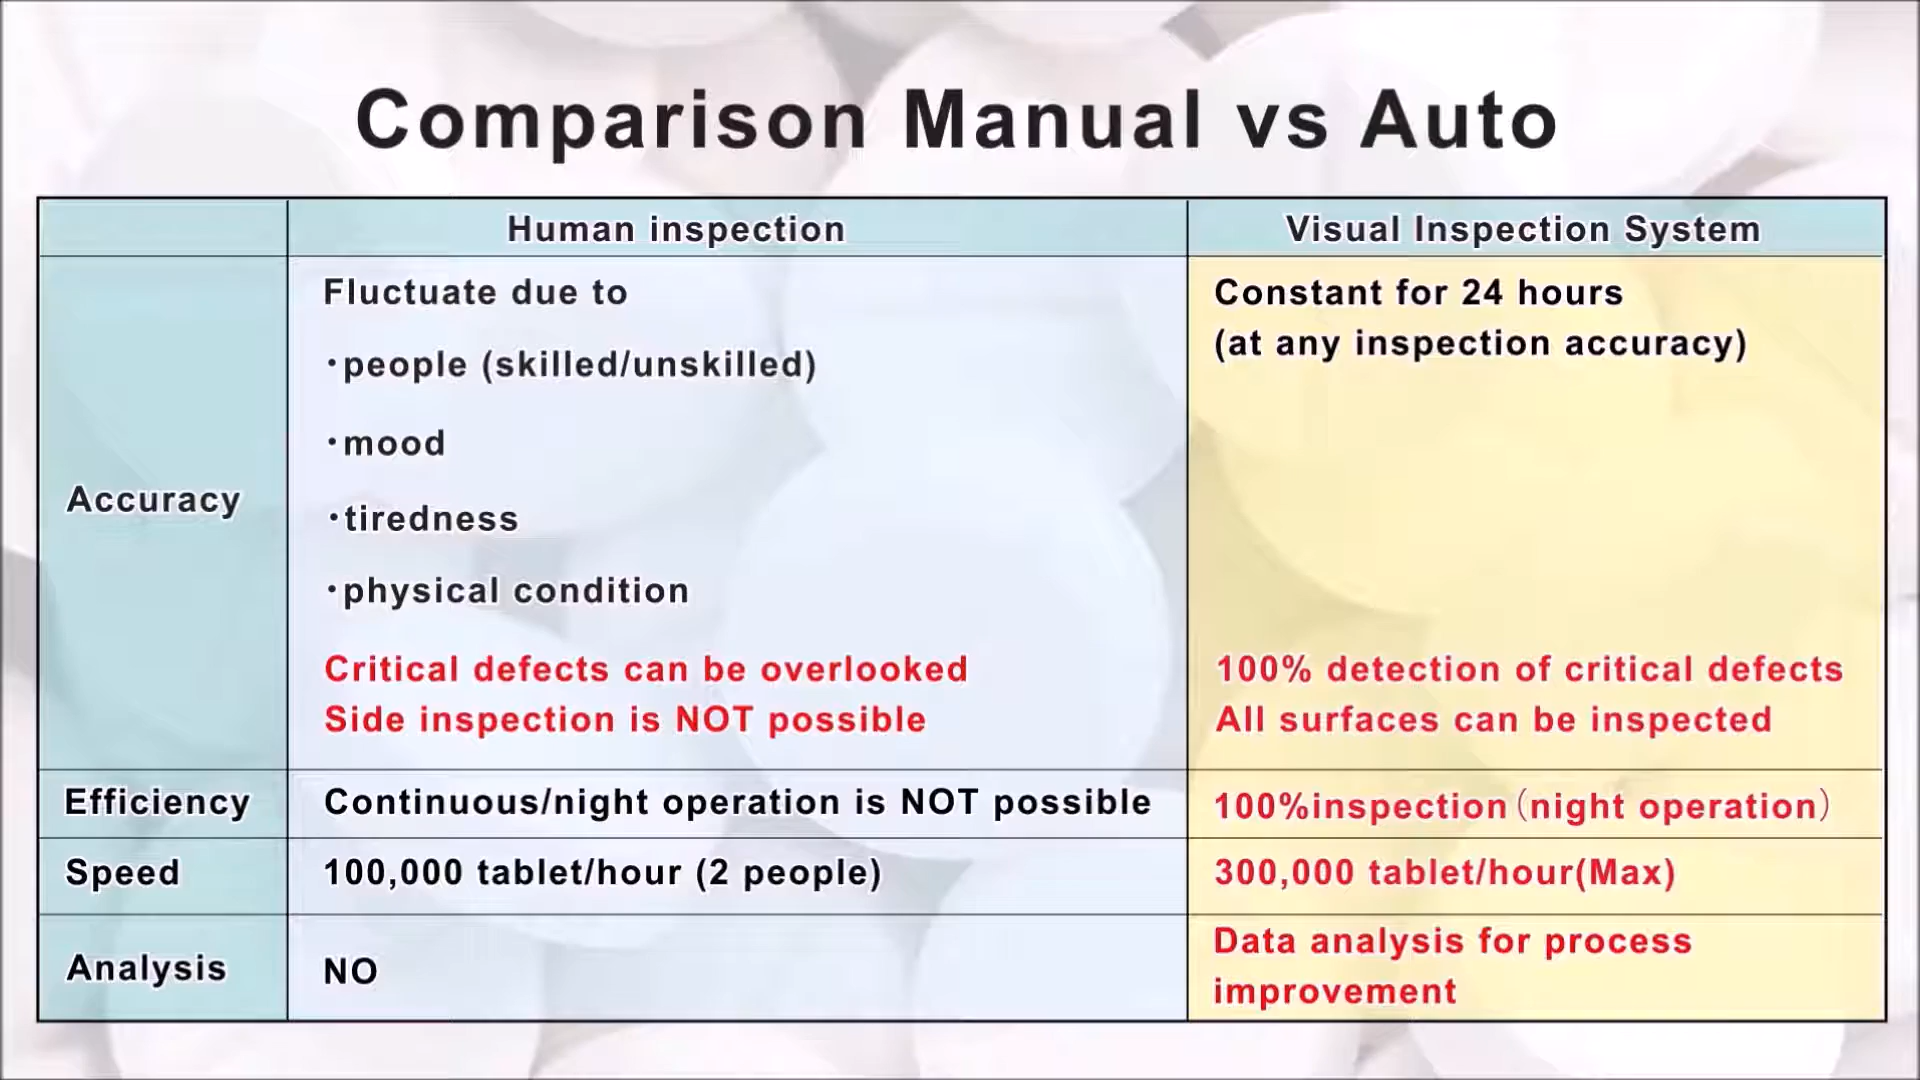 Comparison Manual vs Auto
Human inspection
Visual Inspection System
Accuracy
Fluctuate due to
・people (skilled/unskilled)
・mood
・tiredness
・physical condition
Critical defects can be overlooked
Side inspection is NOT possible
Constant for 24 hours
(at any inspection accuracy)
100% detection of critical defects
All surfaces can be inspected
Efficiency
Continuous/night operation is NOT possible
100%inspection（night operation）
Speed
100,000 tablet/hour (2 people)
300,000 tablet/hour(Max)
Analysis
NO
Data analysis for process
improvement